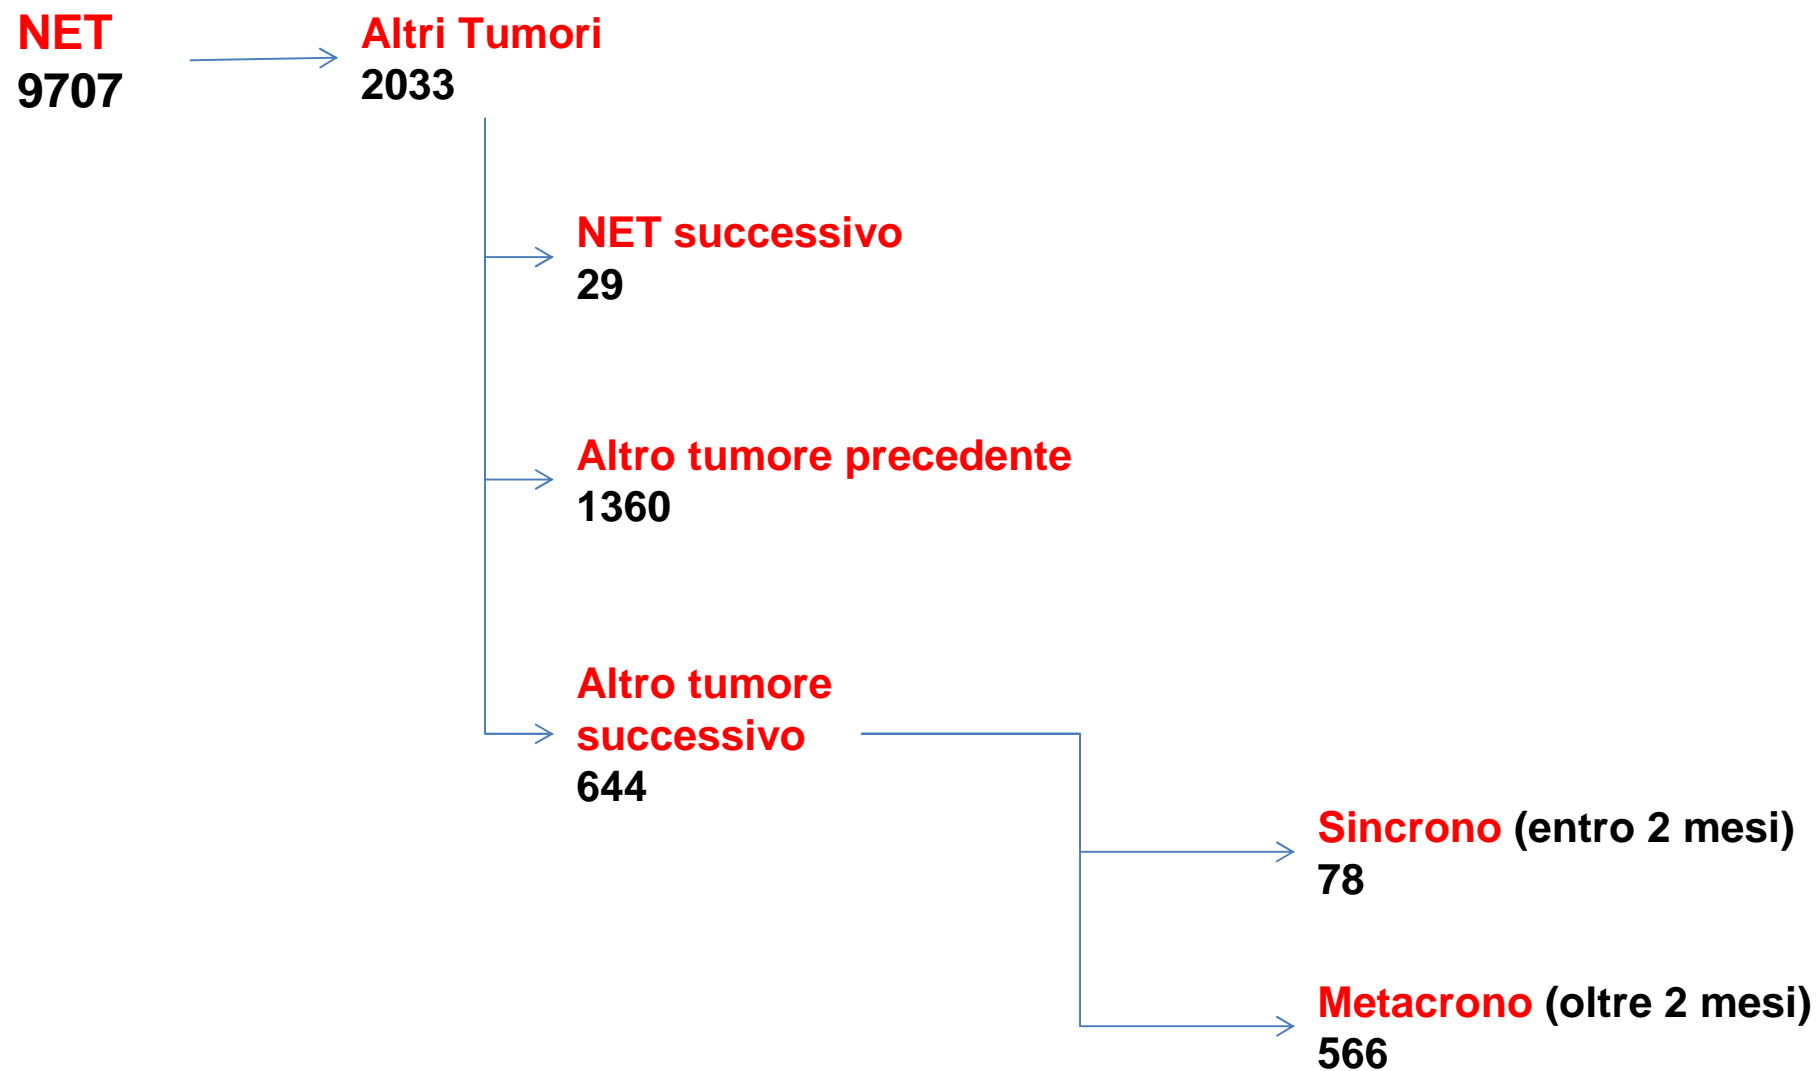 NET
9707
Altri Tumori
2033
NET successivo
29
Altro tumore precedente
1360
Altro tumore
successivo
644
Sincrono (entro 2 mesi)
78
Metacrono (oltre 2 mesi)
566